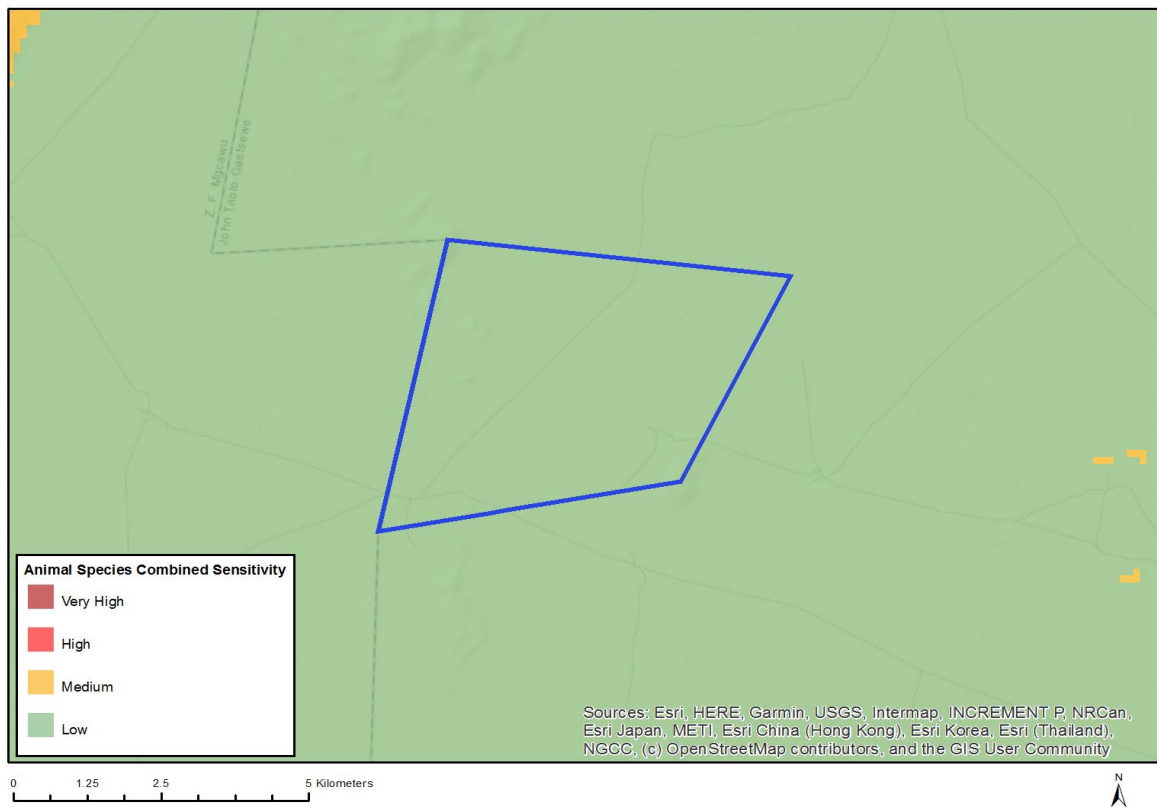 Z F Mgcawu
John Taolo Gaetsewe
Animal Species Combined Sensitivity
Very High
High
Medium
Low
Sources: Esri, HERE, Garmin, USGS, Intermap, INCREMENT P, NRCan,
Esri Japan, METI, Esri China (Hong Kong), Esri Korea, Esri (Thailand),
NGCC, (c) OpenStreetMap contributors, and the GIS User Community
0 1.25 2.5 5 Kilometers
N